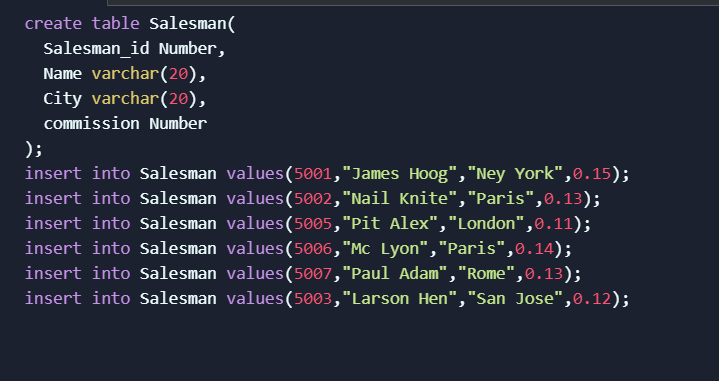 create table Salesman(
  Salesman_id Number,
  Name varchar(20),
  City varchar(20),
  commission Number
);
insert into Salesman values(5001,"James Hoog","Ney York",0.15);
insert into Salesman values(5002,"Nail Knite","Paris",0.13);
insert into Salesman values(5005,"Pit Alex","London",0.11);
insert into Salesman values(5006,"Mc Lyon","Paris",0.14);
insert into Salesman values(5007,"Paul Adam","Rome",0.13);
insert into Salesman values(5003,"Larson Hen","San Jose",0.12);